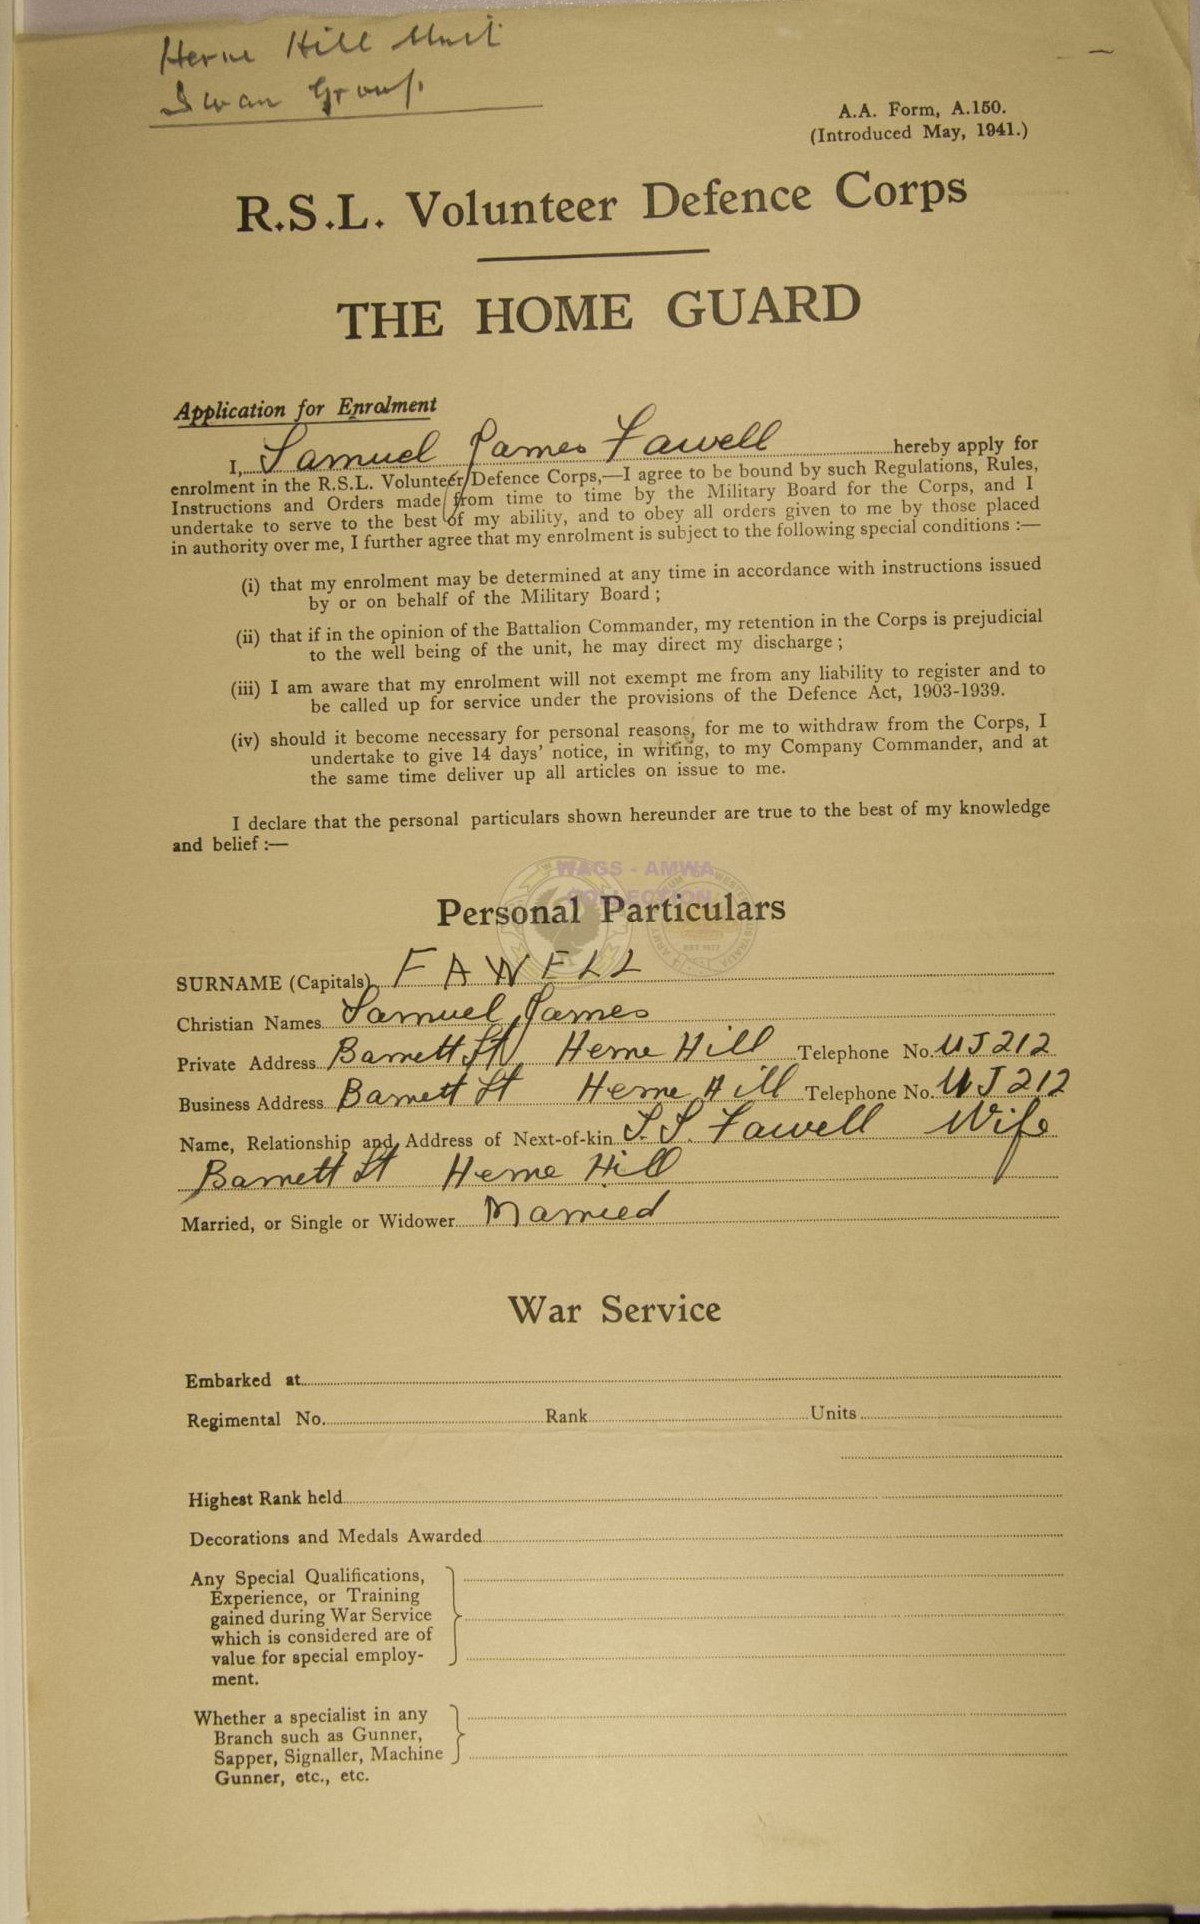 Herne Hill Unit
Swan Group.
A.A. Form, A.150.
(Introduced May, 1941.)
R.S.L. Volunteer Defence Corps
THE HOME GUARD
Application for Enrolment
I, Samuel James Fawell hereby apply for
enrolment in the R.S.L. Volunteer Defence Corps,—I agree to be bound by such Regulations, Rules,
Instructions and Orders made from time to time by the Military Board for the Corps, and I
undertake to serve to the best of my ability, and to obey all orders given to me by those placed
in authority over me, I further agree that my enrolment is subject to the following special conditions :—
(i) that my enrolment may be determined at any time in accordance with instructions issued
by or on behalf of the Military Board ;
(ii) that if in the opinion of the Battalion Commander, my retention in the Corps is prejudicial
to the well being of the unit, he may direct my discharge ;
(iii) I am aware that my enrolment will not exempt me from any liability to register and to
be called up for service under the provisions of the Defence Act, 1903-1939.
(iv) should it become necessary for personal reasons, for me to withdraw from the Corps, I
undertake to give 14 days' notice, in writing, to my Company Commander, and at
the same time deliver up all articles on issue to me.
I declare that the personal particulars shown hereunder are true to the best of my knowledge
and belief :—
WAGS - AMWA
COLLECTION
Personal Particulars
SURNAME (Capitals) FAWELL
Christian Names Samuel James
Private Address Barnett St Herne Hill Telephone No. UJ212
Business Address Barnett St Herne Hill Telephone No. UJ212
Name, Relationship and Address of Next-of-kin S.S. Fawell Wife
Barnett St Herne Hill
Married, or Single or Widower Married
War Service
Embarked at
Regimental No. Rank Units
Highest Rank held
Decorations and Medals Awarded
Any Special Qualifications,
Experience, or Training
gained during War Service
which is considered are of
value for special employ-
ment.
Whether a specialist in any
Branch such as Gunner,
Sapper, Signaller, Machine
Gunner, etc., etc.